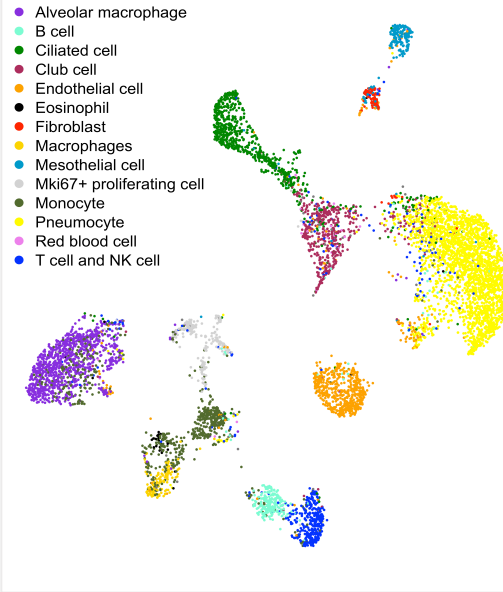 Alveolar macrophage
B cell
Ciliated cell
Club cell
Endothelial cell
Eosinophil
Fibroblast
Macrophages
Mesothelial cell
Mki67+ proliferating cell
Monocyte
Pneumocyte
Red blood cell
T cell and NK cell